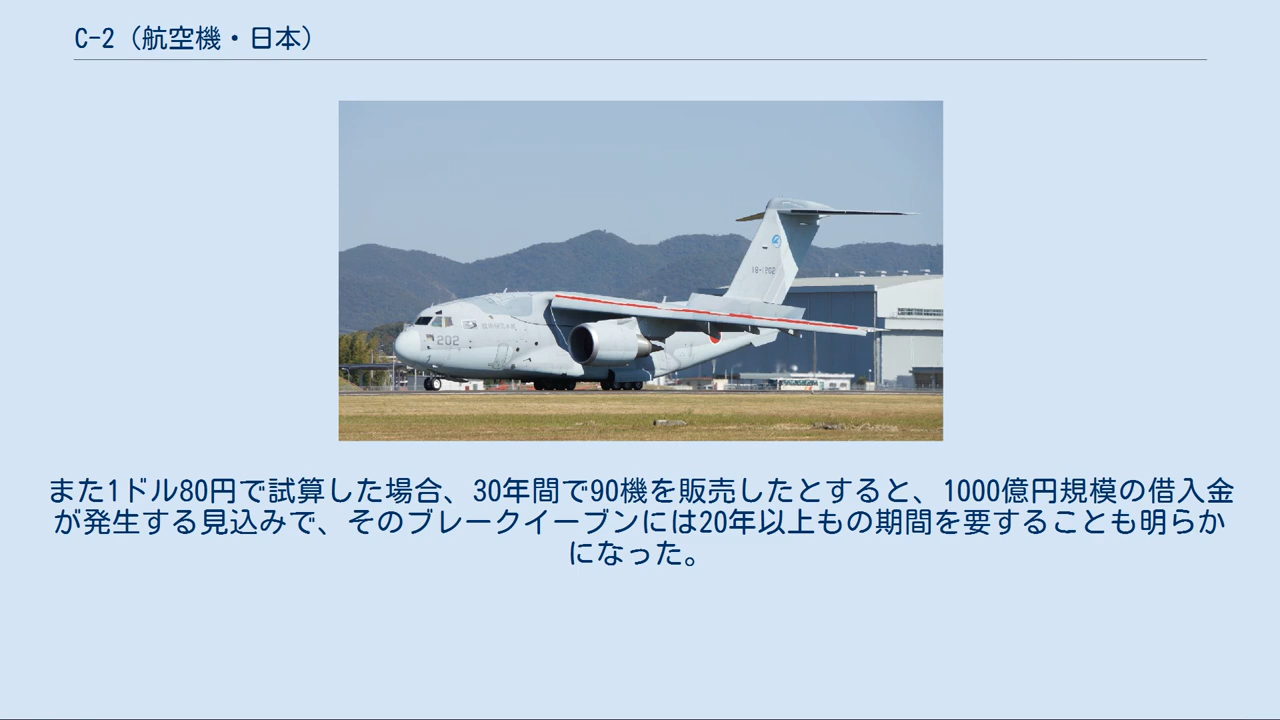 C-2（航空機・日本）
18-1202
202
また1ドル80円で試算した場合、30年間で90機を販売したとすると、1000億円規模の借入金
が発生する見込みで、そのブレークイーブンには20年以上もの期間を要することも明らか
になった。